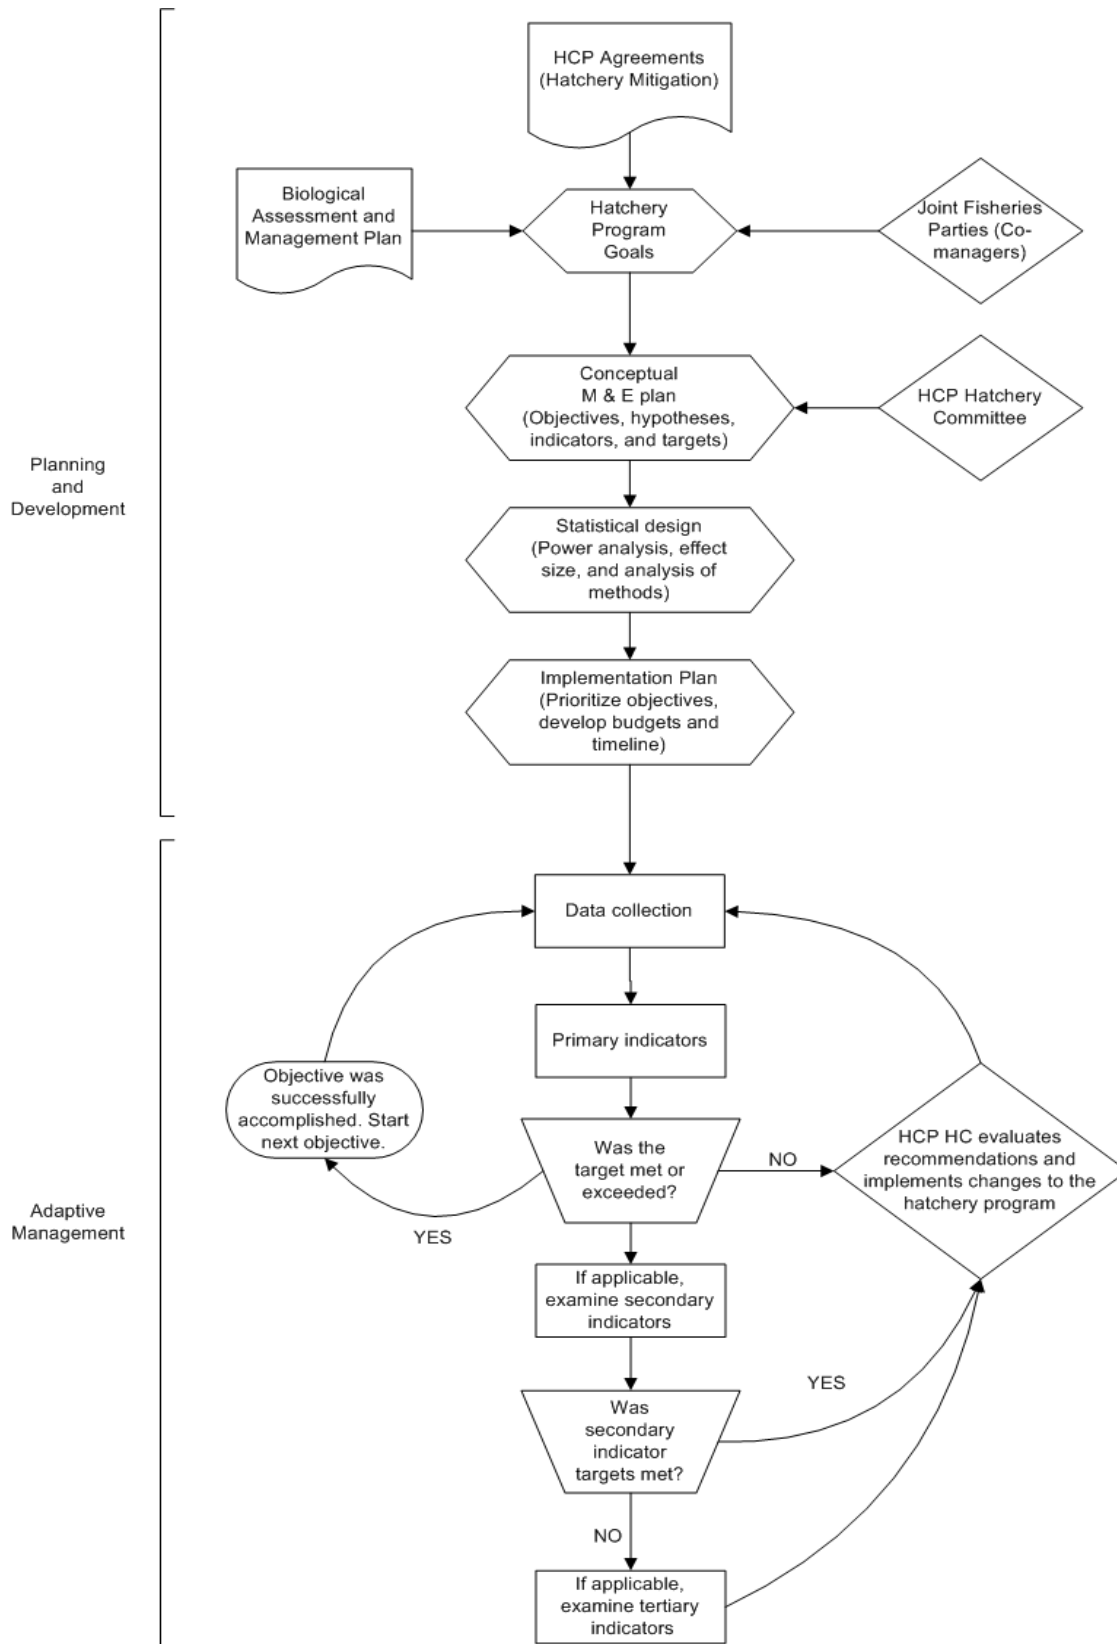 HCP Agreements
(Hatchery Mitigation)
Biological
Assessment and
Management Plan
Hatchery
Program
Goals
Joint Fisheries
Parties (Co-
managers)
Conceptual
M & E plan
(Objectives, hypotheses,
indicators, and targets)
HCP Hatchery
Committee
Planning
and
Development
Statistical design
(Power analysis, effect
size, and analysis of
methods)
Implementation Plan
(Prioritize objectives,
develop budgets and
timeline)
Data collection
Primary indicators
Objective was
successfully
accomplished. Start
next objective.
Was the
target met or
exceeded?
NO
HCP HC evaluates
recommendations and
implements changes to the
hatchery program
YES
Adaptive
Management
If applicable,
examine secondary
indicators
Was
secondary
indicator
targets met?
YES
NO
If applicable,
examine tertiary
indicators